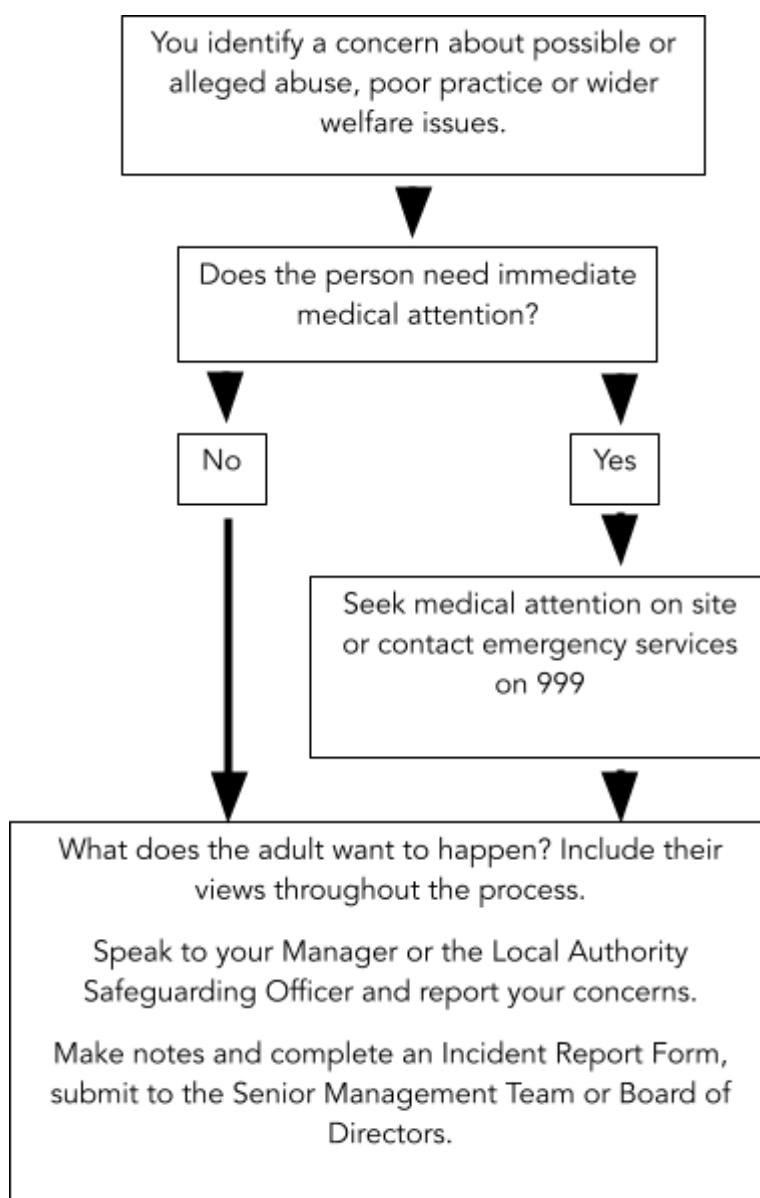 You identify a concern about possible or
alleged abuse, poor practice or wider
welfare issues.
Does the person need immediate
medical attention?
No
Yes
Seek medical attention on site
or contact emergency services
on 999
What does the adult want to happen? Include their
views throughout the process.
Speak to your Manager or the Local Authority
Safeguarding Officer and report your concerns.
Make notes and complete an Incident Report Form,
submit to the Senior Management Team or Board of
Directors.